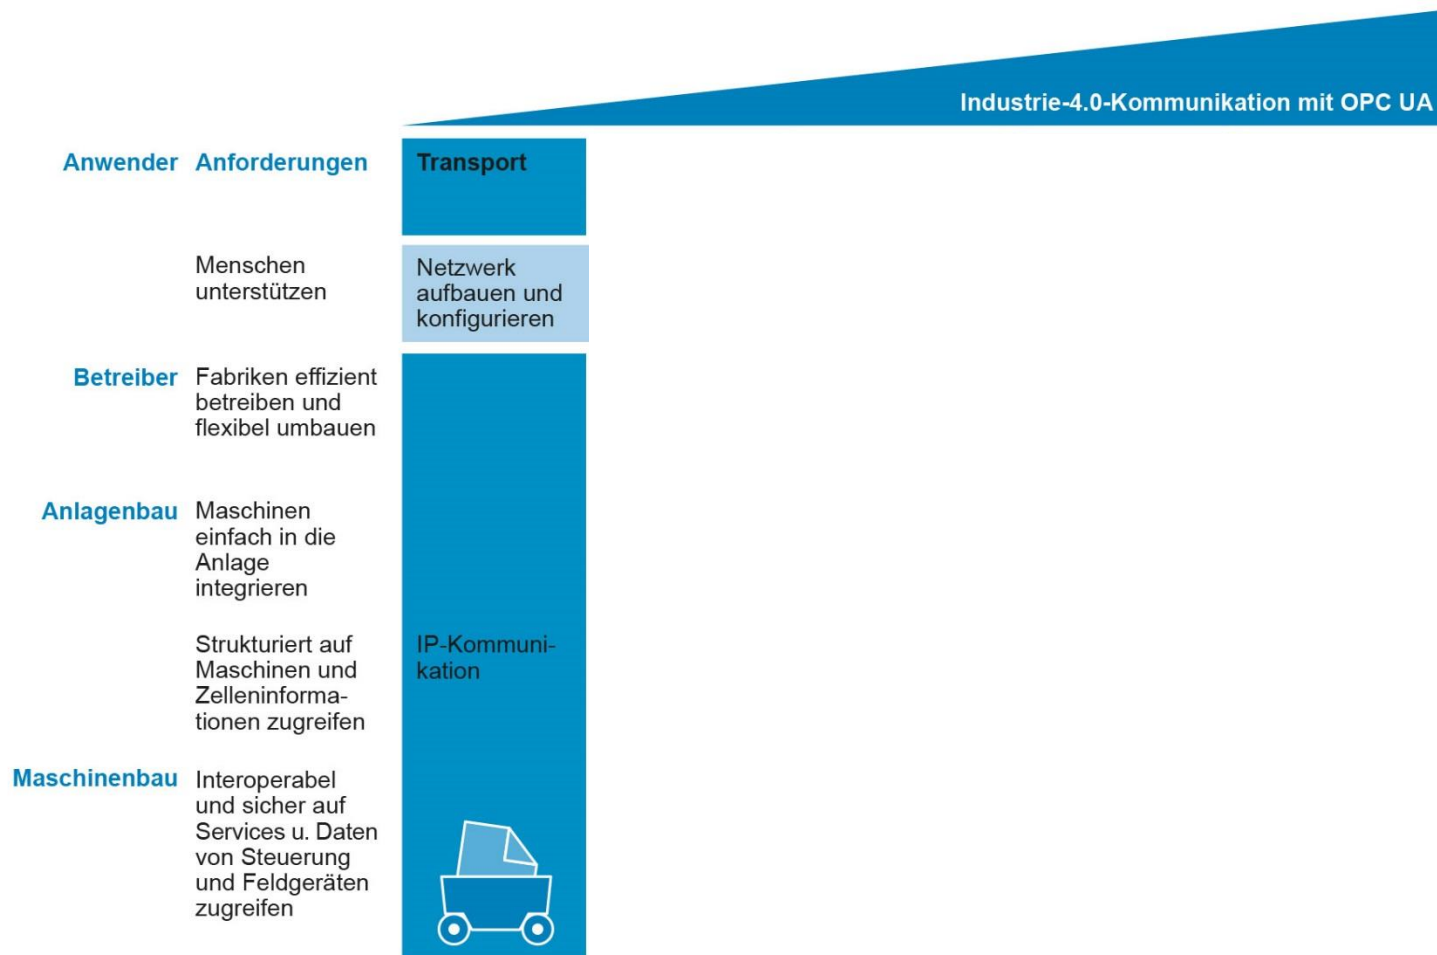 Industrie-4.0-Kommunikation mit OPC UA
Anwender Anforderungen Transport
Menschen
unterstützen
Netzwerk
aufbauen und
konfigurieren
Betreiber
Fabriken effizient
betreiben und
flexibel umbauen
Anlagenbau
Maschinen
einfach in die
Anlage
integrieren
Strukturiert auf
Maschinen und
Zelleninforma-
tionen zugreifen
IP-Kommuni-
kation
Maschinenbau
Interoperabel
und sicher auf
Services u. Daten
von Steuerung
und Feldgeräten
zugreifen